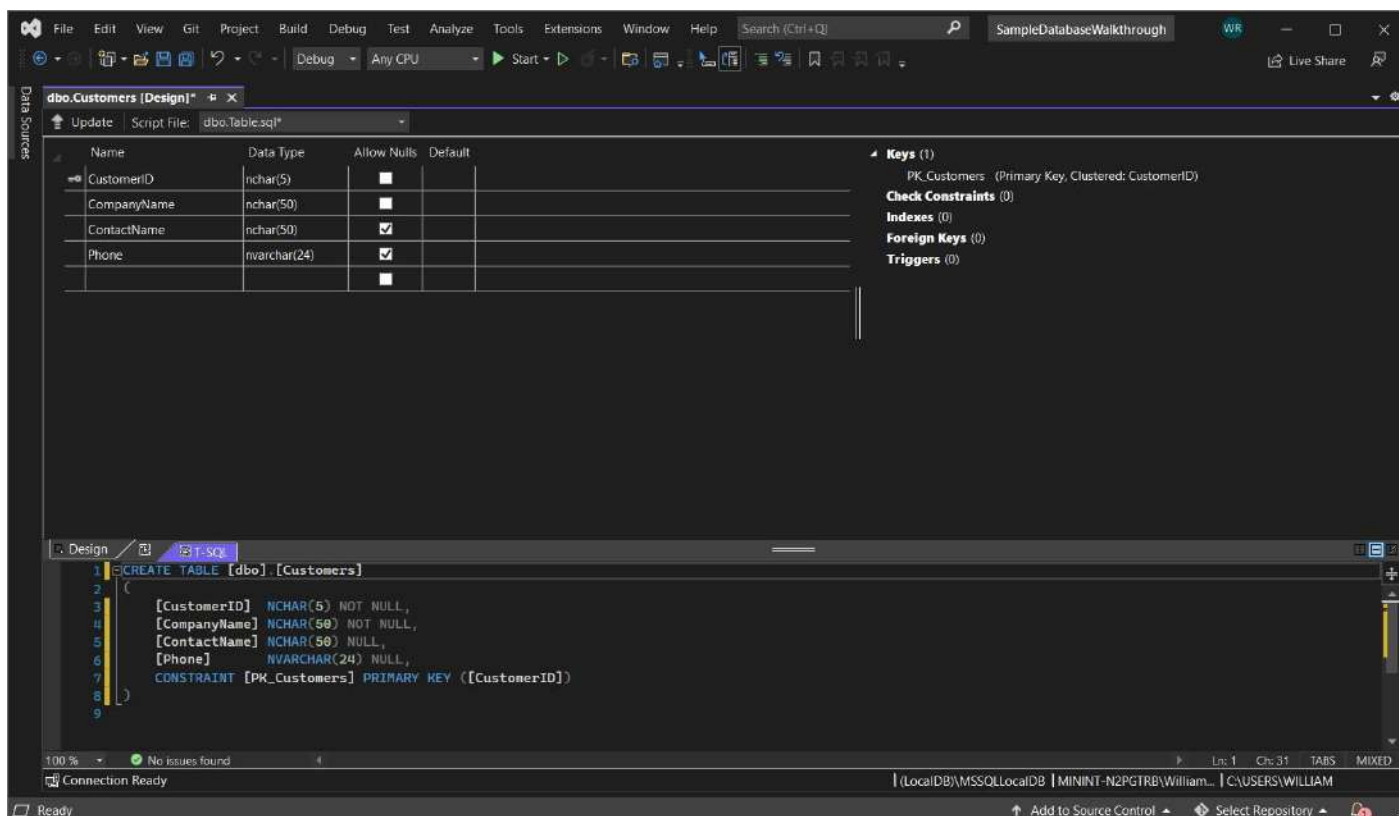 File Edit View Git Project Build Debug Test Analyze Tools Extensions Window Help Search (Ctrl+Q) SampleDatabaseWalkthrough WR
Debug Any CPU Start Live Share
Data Sources
dbo.Customers [Design]*
Update Script File: dbo.Table.sql*
Name Data Type Allow Nulls Default
CustomerID nchar(5)
CompanyName nchar(50)
ContactName nchar(50)
Phone nvarchar(24)
Keys (1)
PK_Customers (Primary Key, Clustered: CustomerID)
Check Constraints (0)
Indexes (0)
Foreign Keys (0)
Triggers (0)
Design T-SQL
1 CREATE TABLE [dbo].[Customers]
2 (
3 [CustomerID] NCHAR(5) NOT NULL,
4 [CompanyName] NCHAR(50) NOT NULL,
5 [ContactName] NCHAR(50) NULL,
6 [Phone] NVARCHAR(24) NULL,
7 CONSTRAINT [PK_Customers] PRIMARY KEY ([CustomerID])
8 )
9
100 % No issues found Ln: 1 Ch: 31 TABS MIXED
Connection Ready (LocalDB)\MSSQLLocalDB MININT-N2PGTRB\William... C:\USERS\WILLIAM
Ready Add to Source Control Select Repository